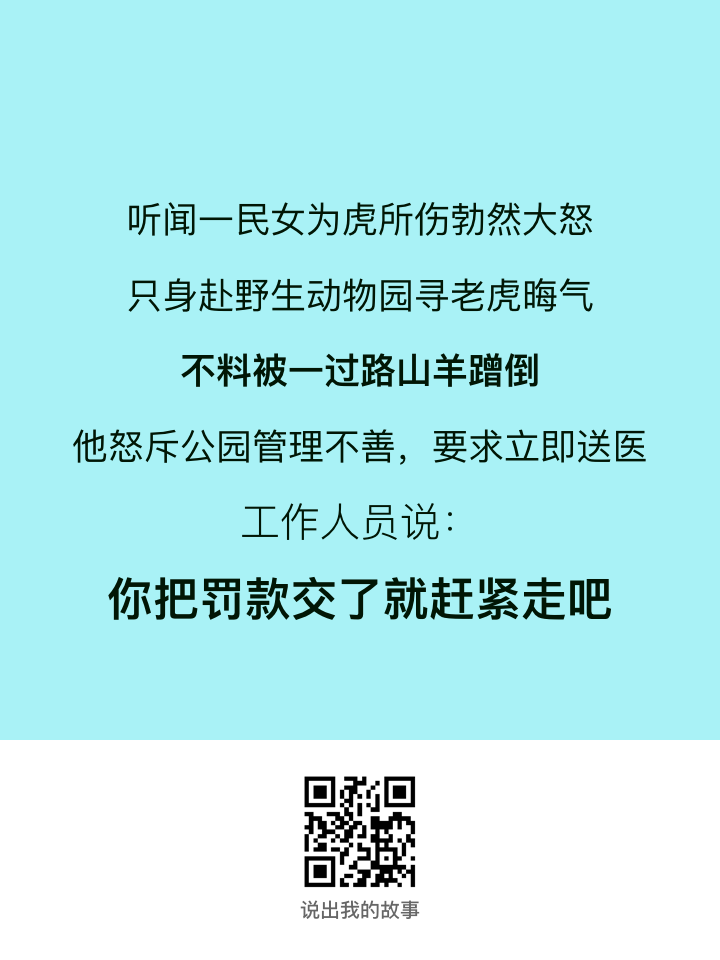 听闻一民女为虎所伤勃然大怒
只身赴野生动物园寻老虎晦气
不料被一过路山羊蹭倒
他怒斥公园管理不善，要求立即送医
工作人员说：
你把罚款交了就赶紧走吧
说出我的故事